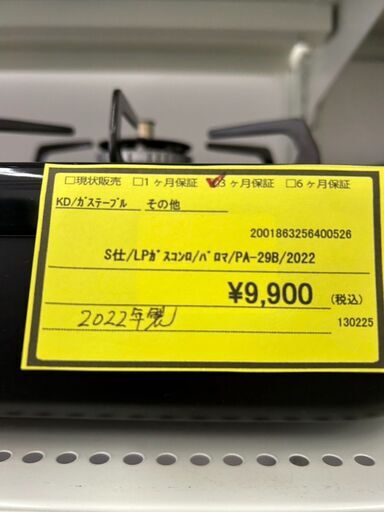 □現状販売 □1ヶ月保証 ☑3ヶ月保証 □6ヶ月保証
KD/ガステーブル その他
2001863256400526
S仕/LPガスコンロ/パロマ/PA-29B/2022
¥9,900 (税込)
2022年製
130225